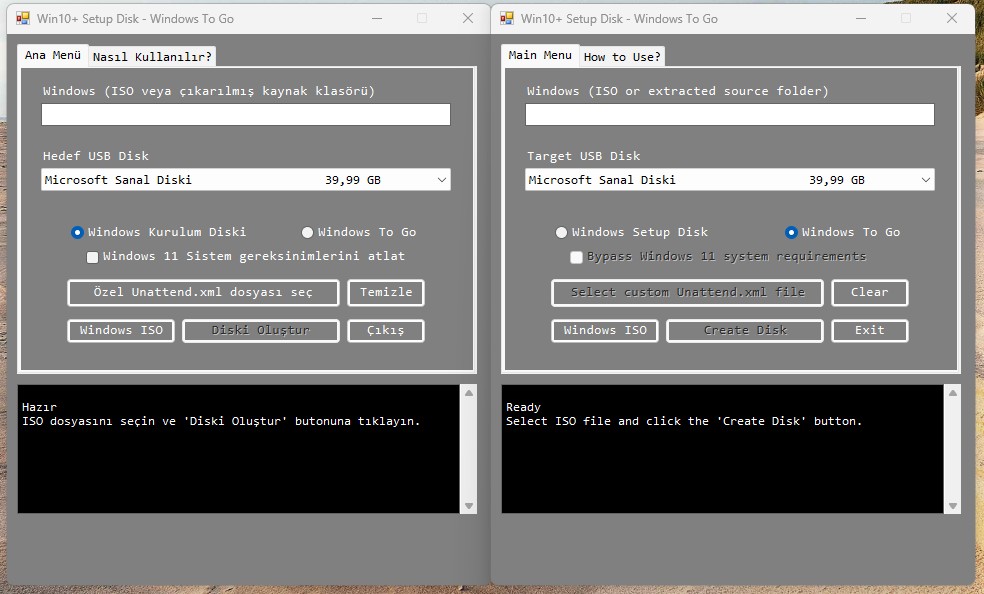 Win10+ Setup Disk - Windows To Go
Ana Menü
Nasıl Kullanılır?
Windows (ISO veya çıkarılmış kaynak klasörü)
Hedef USB Disk
Microsoft Sanal Diski 39,99 GB
Windows Kurulum Diski
Windows To Go
Windows 11 Sistem gereksinimlerini atlat
Özel Unattend.xml dosyası seç
Temizle
Windows ISO
Diski Oluştur
Çıkış
Hazır
ISO dosyasını seçin ve 'Diski Oluştur' butonuna tıklayın.
Win10+ Setup Disk - Windows To Go
Main Menu
How to Use?
Windows (ISO or extracted source folder)
Target USB Disk
Microsoft Sanal Diski 39,99 GB
Windows Setup Disk
Windows To Go
Bypass Windows 11 system requirements
Select custom Unattend.xml file
Clear
Windows ISO
Create Disk
Exit
Ready
Select ISO file and click the 'Create Disk' button.